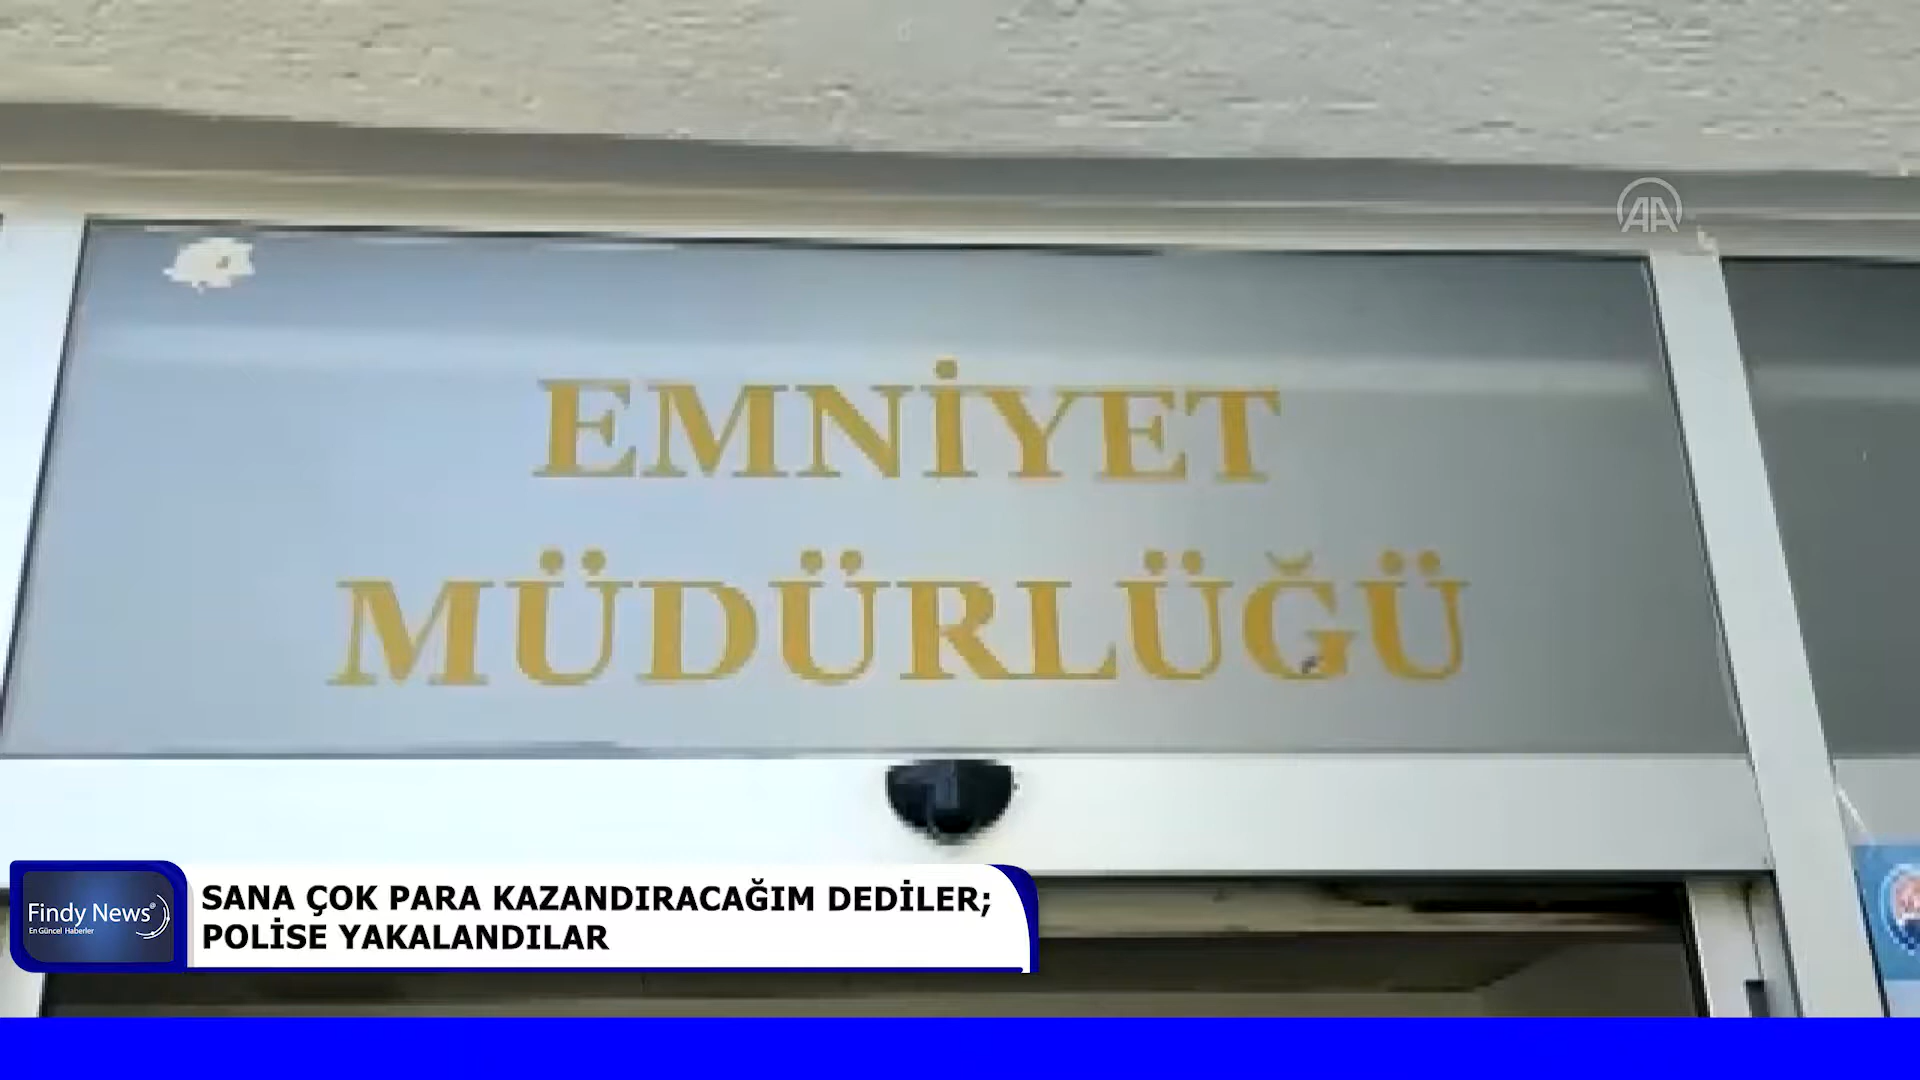 AA
EMNİYET
MÜDÜRLÜĞÜ
Findy News
En Güncel Haberler
SANA ÇOK PARA KAZANDIRACAĞIM DEDİLER;
POLİSE YAKALANDILAR